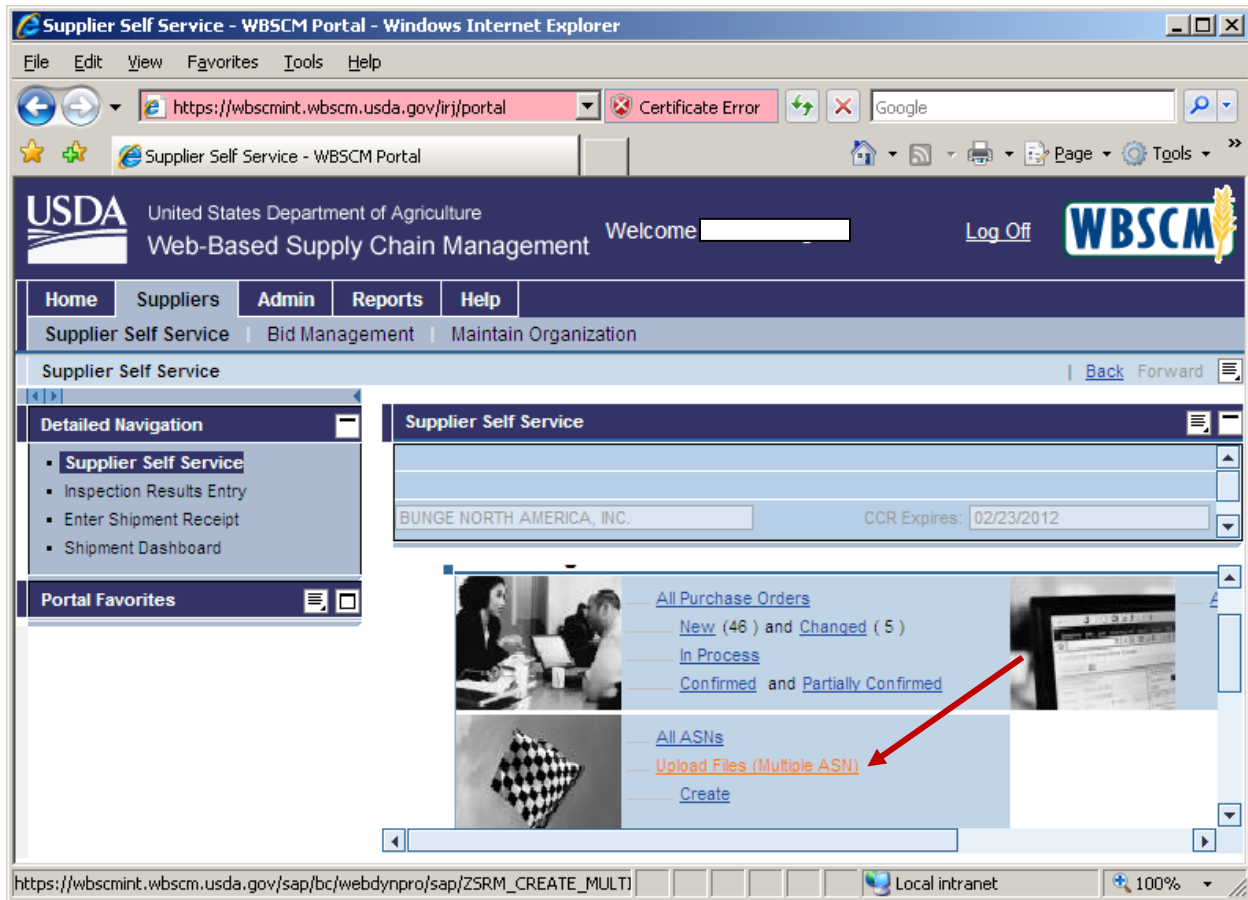 Supplier Self Service - WBSCM Portal - Windows Internet Explorer
File Edit View Favorites Tools Help
https://wbscmint.wbscm.usda.gov/irj/portal Certificate Error Google
Supplier Self Service - WBSCM Portal Page Tools »
USDA United States Department of Agriculture
Web-Based Supply Chain Management Welcome Log Off WBSCM
Home Suppliers Admin Reports Help
Supplier Self Service | Bid Management | Maintain Organization
Supplier Self Service | Back Forward
Detailed Navigation
Supplier Self Service
Inspection Results Entry
Enter Shipment Receipt
Shipment Dashboard
Portal Favorites
Supplier Self Service
BUNGE NORTH AMERICA, INC. CCR Expires: 02/23/2012
All Purchase Orders
New (46 ) and Changed ( 5 )
In Process
Confirmed and Partially Confirmed
All ASNs
Upload Files (Multiple ASN)
Create
https://wbscmint.wbscm.usda.gov/sap/bc/webdynpro/sap/ZSRM_CREATE_MULTI Local intranet 100%